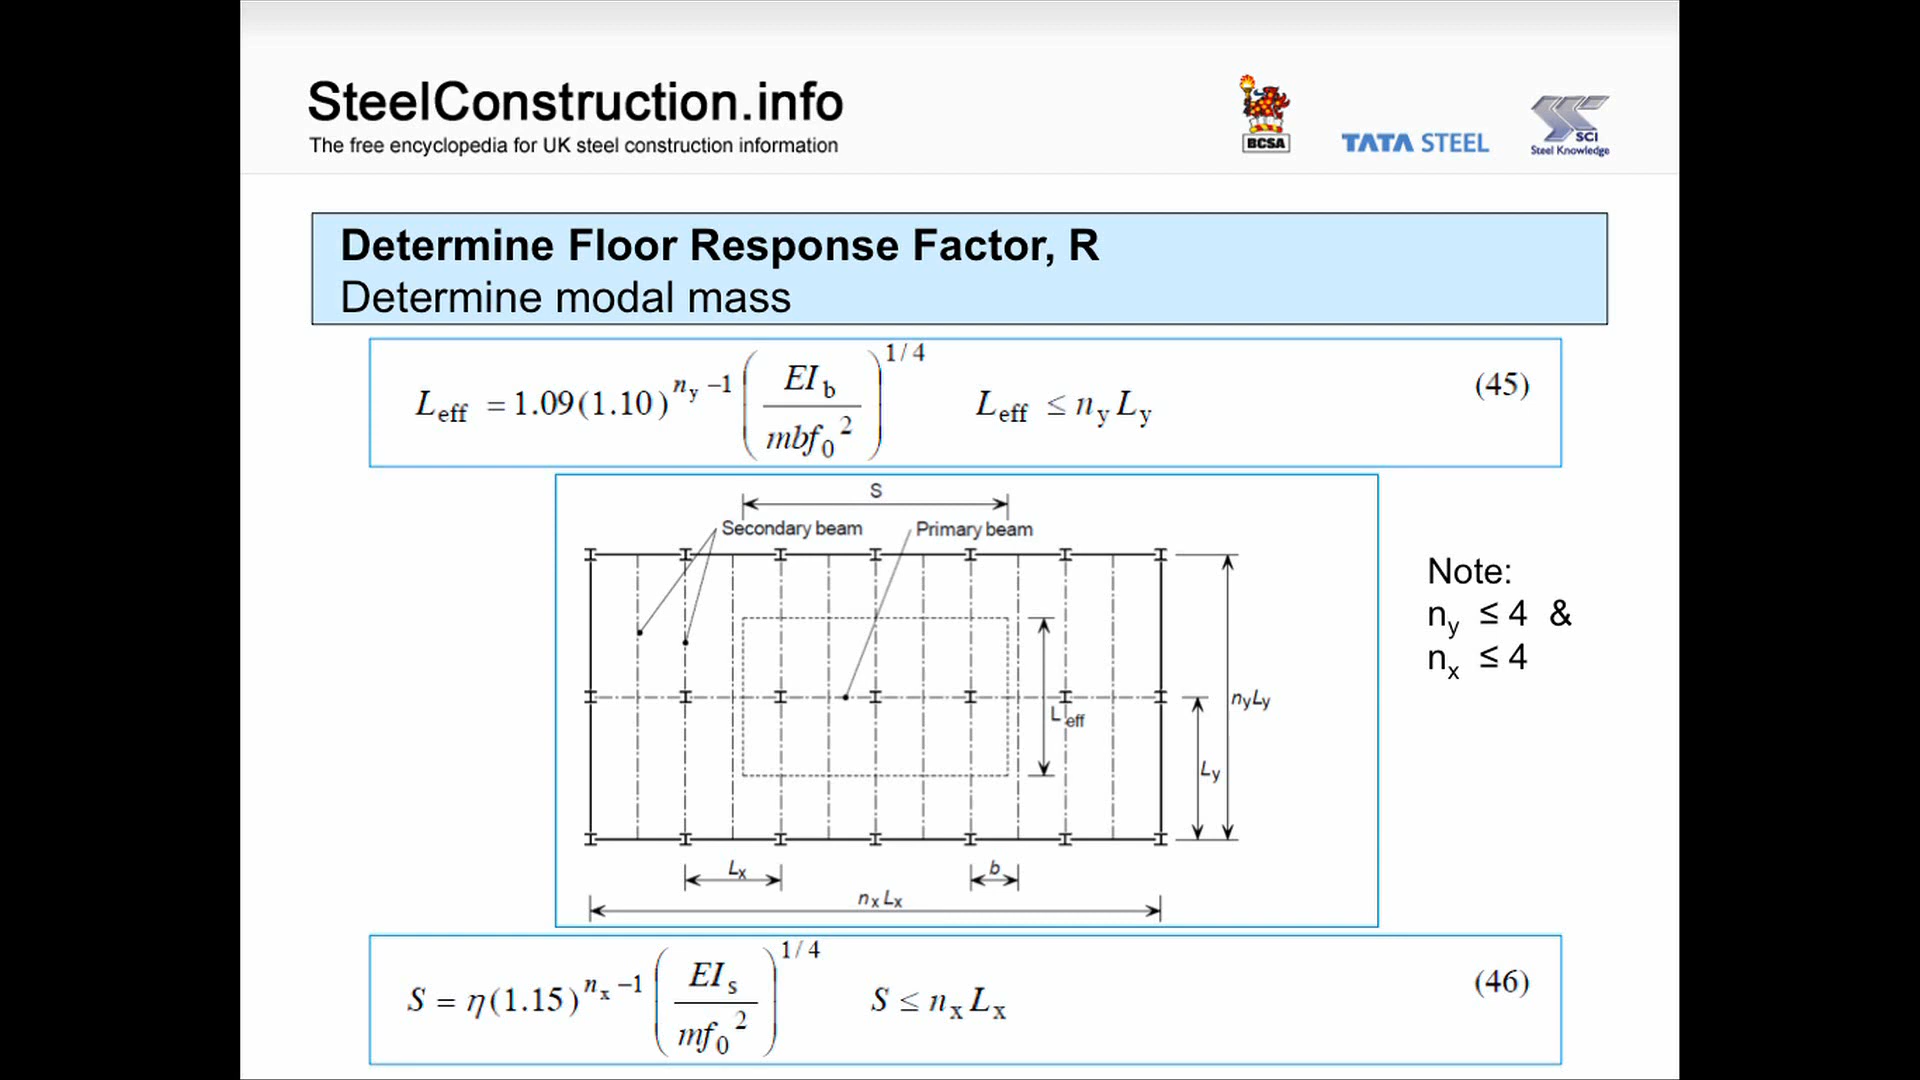 SteelConstruction.info
The free encyclopedia for UK steel construction information
BCSA
TATA STEEL
SCI
Steel Knowledge
Determine Floor Response Factor, R
Determine modal mass
L_eff = 1.09(1.10)^(n_y −1) (EI_b / mbf_0^2)^(1/4) L_eff ≤ n_y L_y (45)
S
Secondary beam Primary beam
L_eff
n_yL_y
L_y
L_x
b
n_x L_x
Note:
n_y ≤ 4 &
n_x ≤ 4
S = η(1.15)^(n_x −1) (EI_s / mf_0^2)^(1/4) S ≤ n_x L_x (46)